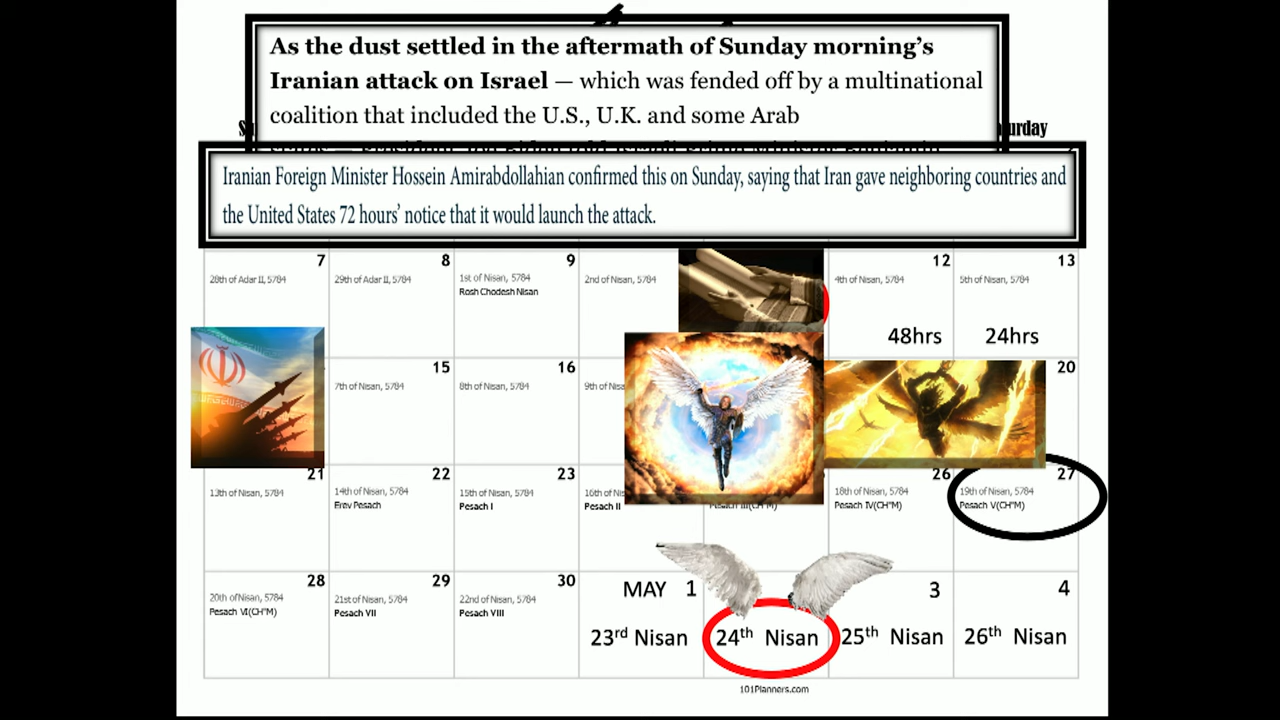 As the dust settled in the aftermath of Sunday morning's
Iranian attack on Israel — which was fended off by a multinational
coalition that included the U.S., U.K. and some Arab
Iranian Foreign Minister Hossein Amirabdollahian confirmed this on Sunday, saying that Iran gave neighboring countries and
the United States 72 hours' notice that it would launch the attack.
7 8 9 12 13
28th of Adar II, 5784 29th of Adar II, 5784 1st of Nisan, 5784 2nd of Nisan, 5784 4th of Nisan, 5784 5th of Nisan, 5784
Rosh Chodesh Nisan
48hrs 24hrs
15 16 20
7th of Nisan, 5784 8th of Nisan, 5784 9th of Nisa
21 22 23 26 27
13th of Nisan, 5784 14th of Nisan, 5784 15th of Nisan, 5784 16th of Nis 18th of Nisan, 5784 19th of Nisan, 5784
Erev Pesach Pesach I Pesach II Pesach III(CH"M) Pesach IV(CH"M) Pesach V(CH"M)
28 29 30 MAY 1 3 4
20th of Nisan, 5784 21st of Nisan, 5784 22nd of Nisan, 5784
Pesach VI(CH"M) Pesach VII Pesach VIII
23rd Nisan 24th Nisan 25th Nisan 26th Nisan
101Planners.com